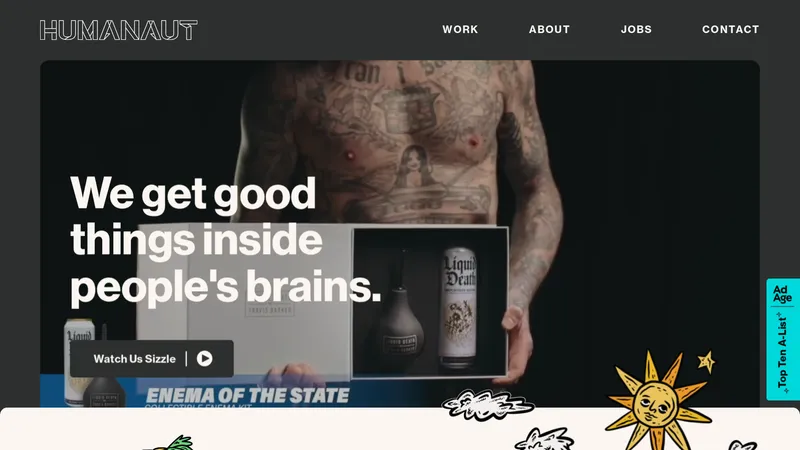 HUMANAUT
WORK
ABOUT
JOBS
CONTACT
We get good
things inside
people's brains.
Watch Us Sizzle
Liquid
Death
ENEMA OF THE STATE
COLLECTIBLE ENEMA KIT
Ad
Age
Top Ten A-List